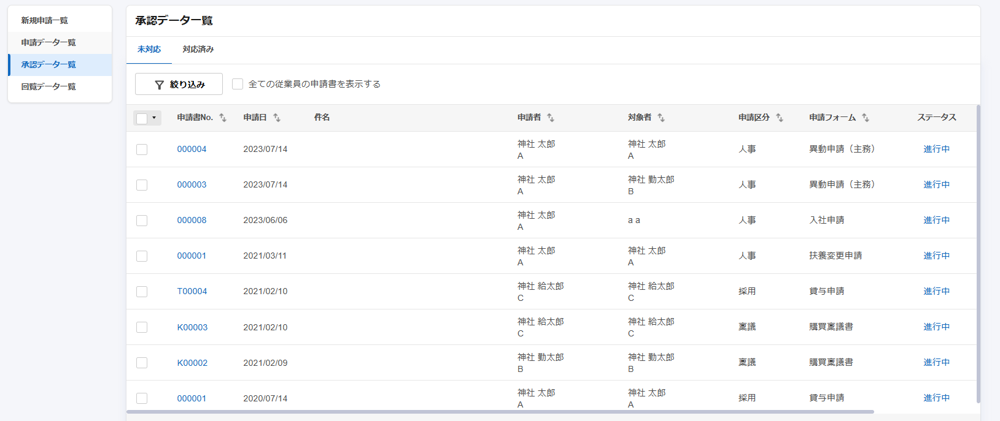 新規申請一覧
申請データ一覧
承認データ一覧
回覧データ一覧
承認データ一覧
未対応 対応済み
絞り込み 全ての従業員の申請書を表示する
申請書No. 申請日 件名 申請者 対象者 申請区分 申請フォーム ステータス
000004 2023/07/14 神社 太郎 神社 太郎 人事 異動申請（主務） 進行中
A A
000003 2023/07/14 神社 太郎 神社 勤太郎 人事 異動申請（主務） 進行中
A B
000008 2023/06/06 神社 太郎 a a 人事 入社申請 進行中
A
000001 2021/03/11 神社 太郎 神社 太郎 人事 扶養変更申請 進行中
A A
T00004 2021/02/10 神社 給太郎 神社 給太郎 採用 貸与申請 進行中
C C
K00003 2021/02/10 神社 給太郎 神社 給太郎 稟議 購買稟議書 進行中
C C
K00002 2021/02/09 神社 勤太郎 神社 勤太郎 稟議 購買稟議書 進行中
B B
000001 2020/07/14 神社 太郎 神社 太郎 採用 貸与申請 進行中
A A